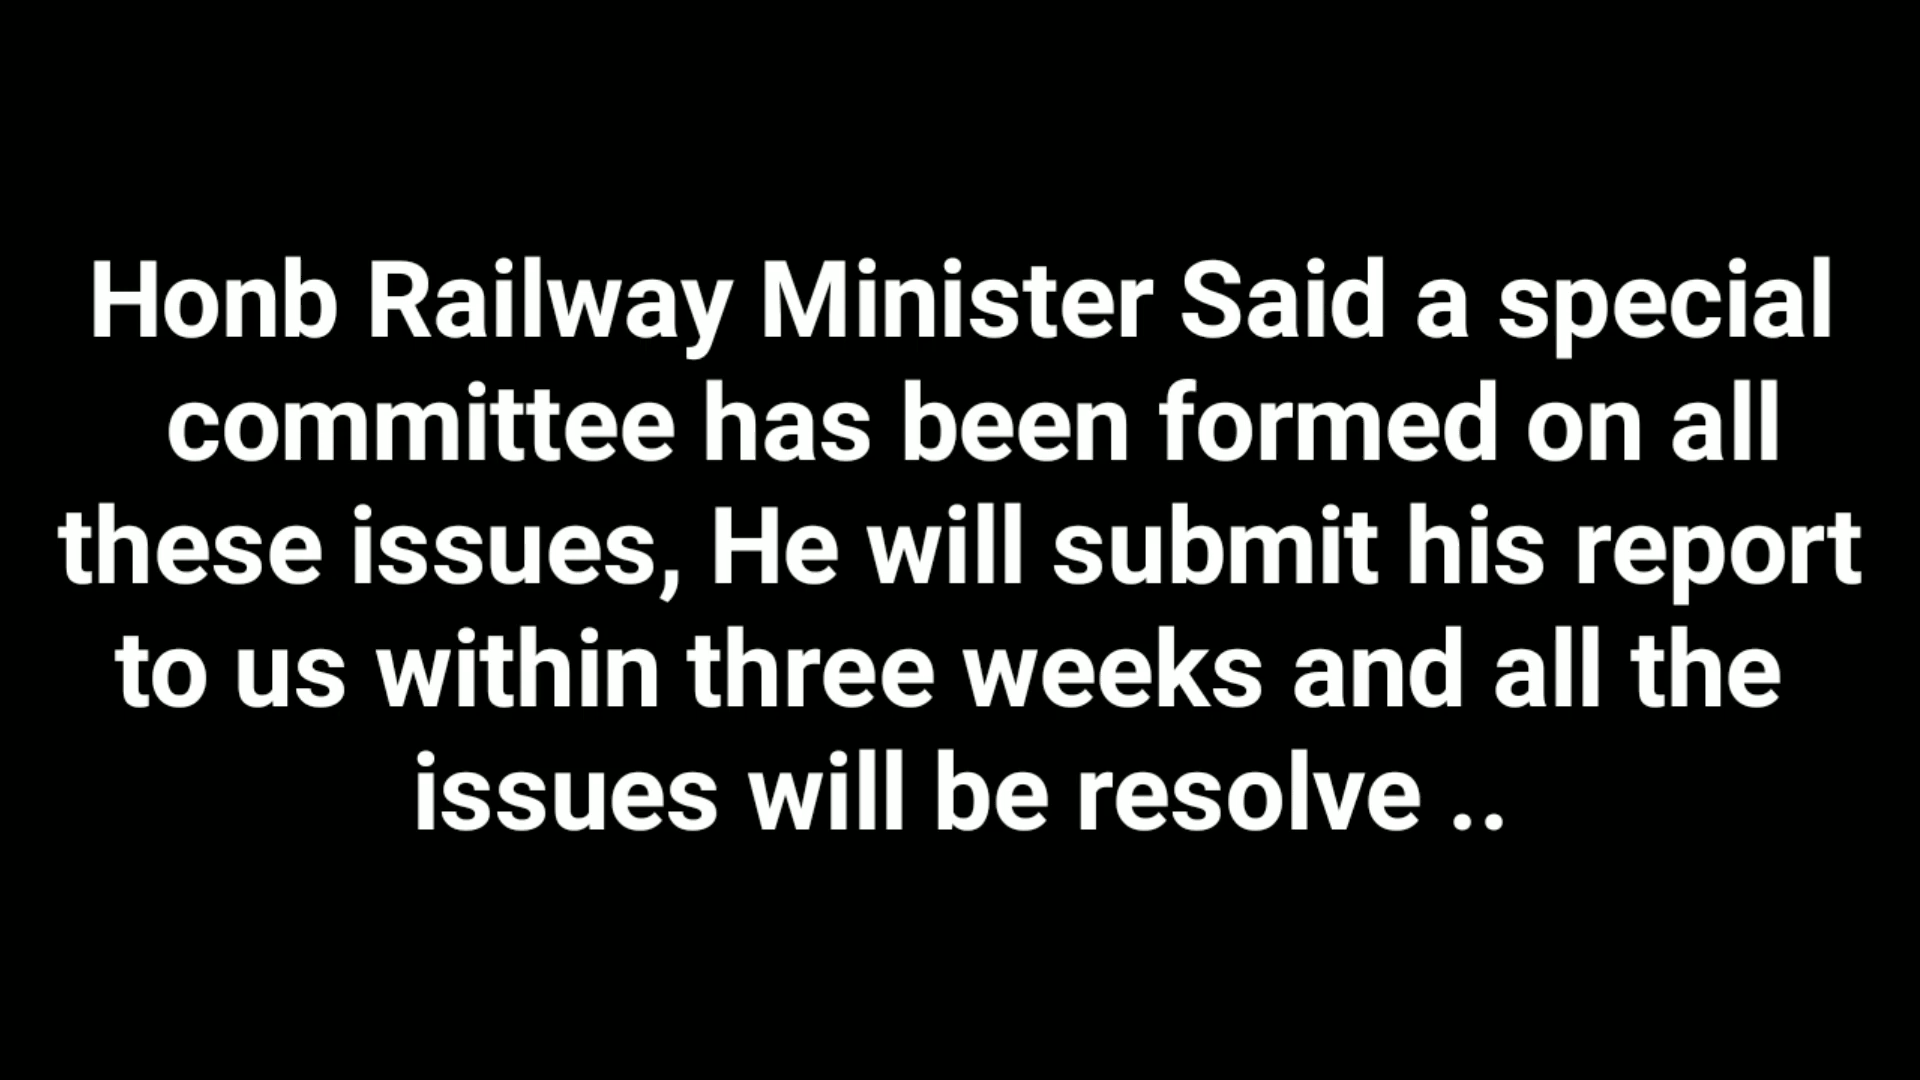 Honb Railway Minister Said a special
committee has been formed on all
these issues, He will submit his report
to us within three weeks and all the
issues will be resolve ..